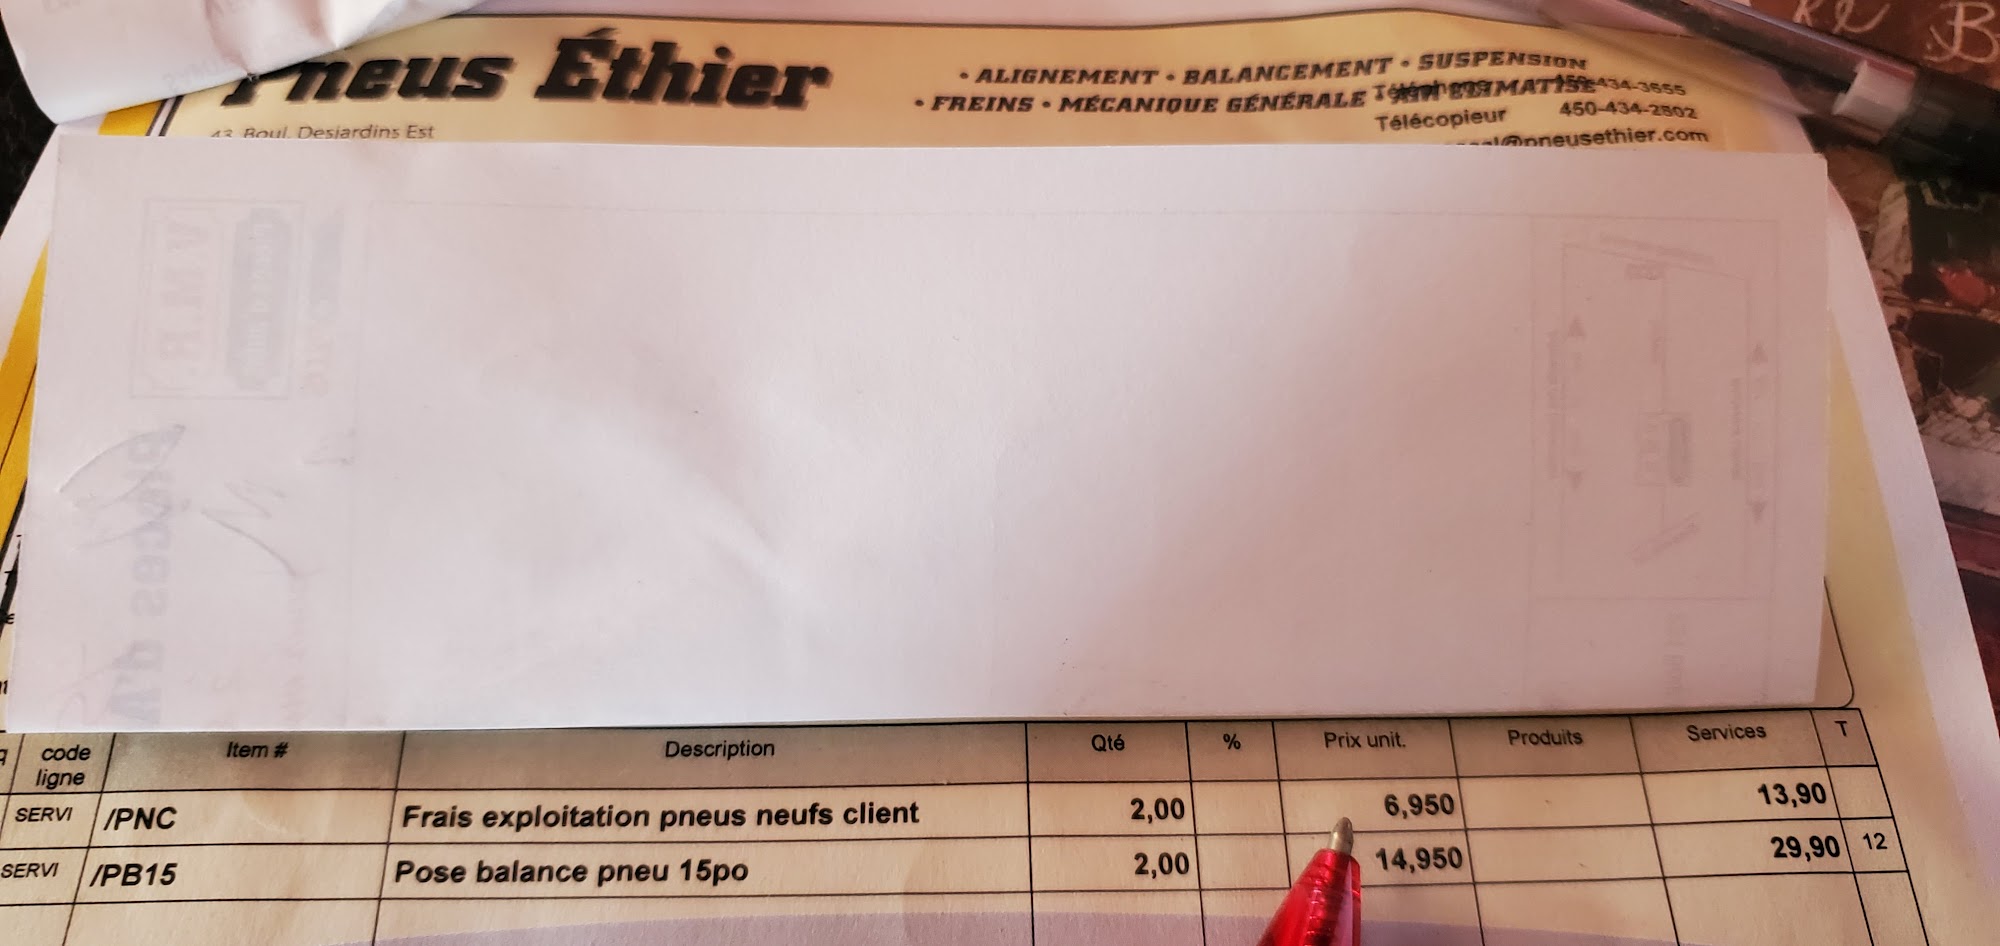 Pneus Éthier
• ALIGNEMENT • BALANCEMENT • SUSPENSION
• FREINS • MÉCANIQUE GÉNÉRALE
Téléphone 450-434-3655
Télécopieur 450-434-2802
@pneusethier.com
43, Boul. Desjardins Est
code ligne Item # Description Qté % Prix unit. Produits Services T
SERVI /PNC Frais exploitation pneus neufs client 2,00 6,950 13,90
SERVI /PB15 Pose balance pneu 15po 2,00 14,950 29,90 12